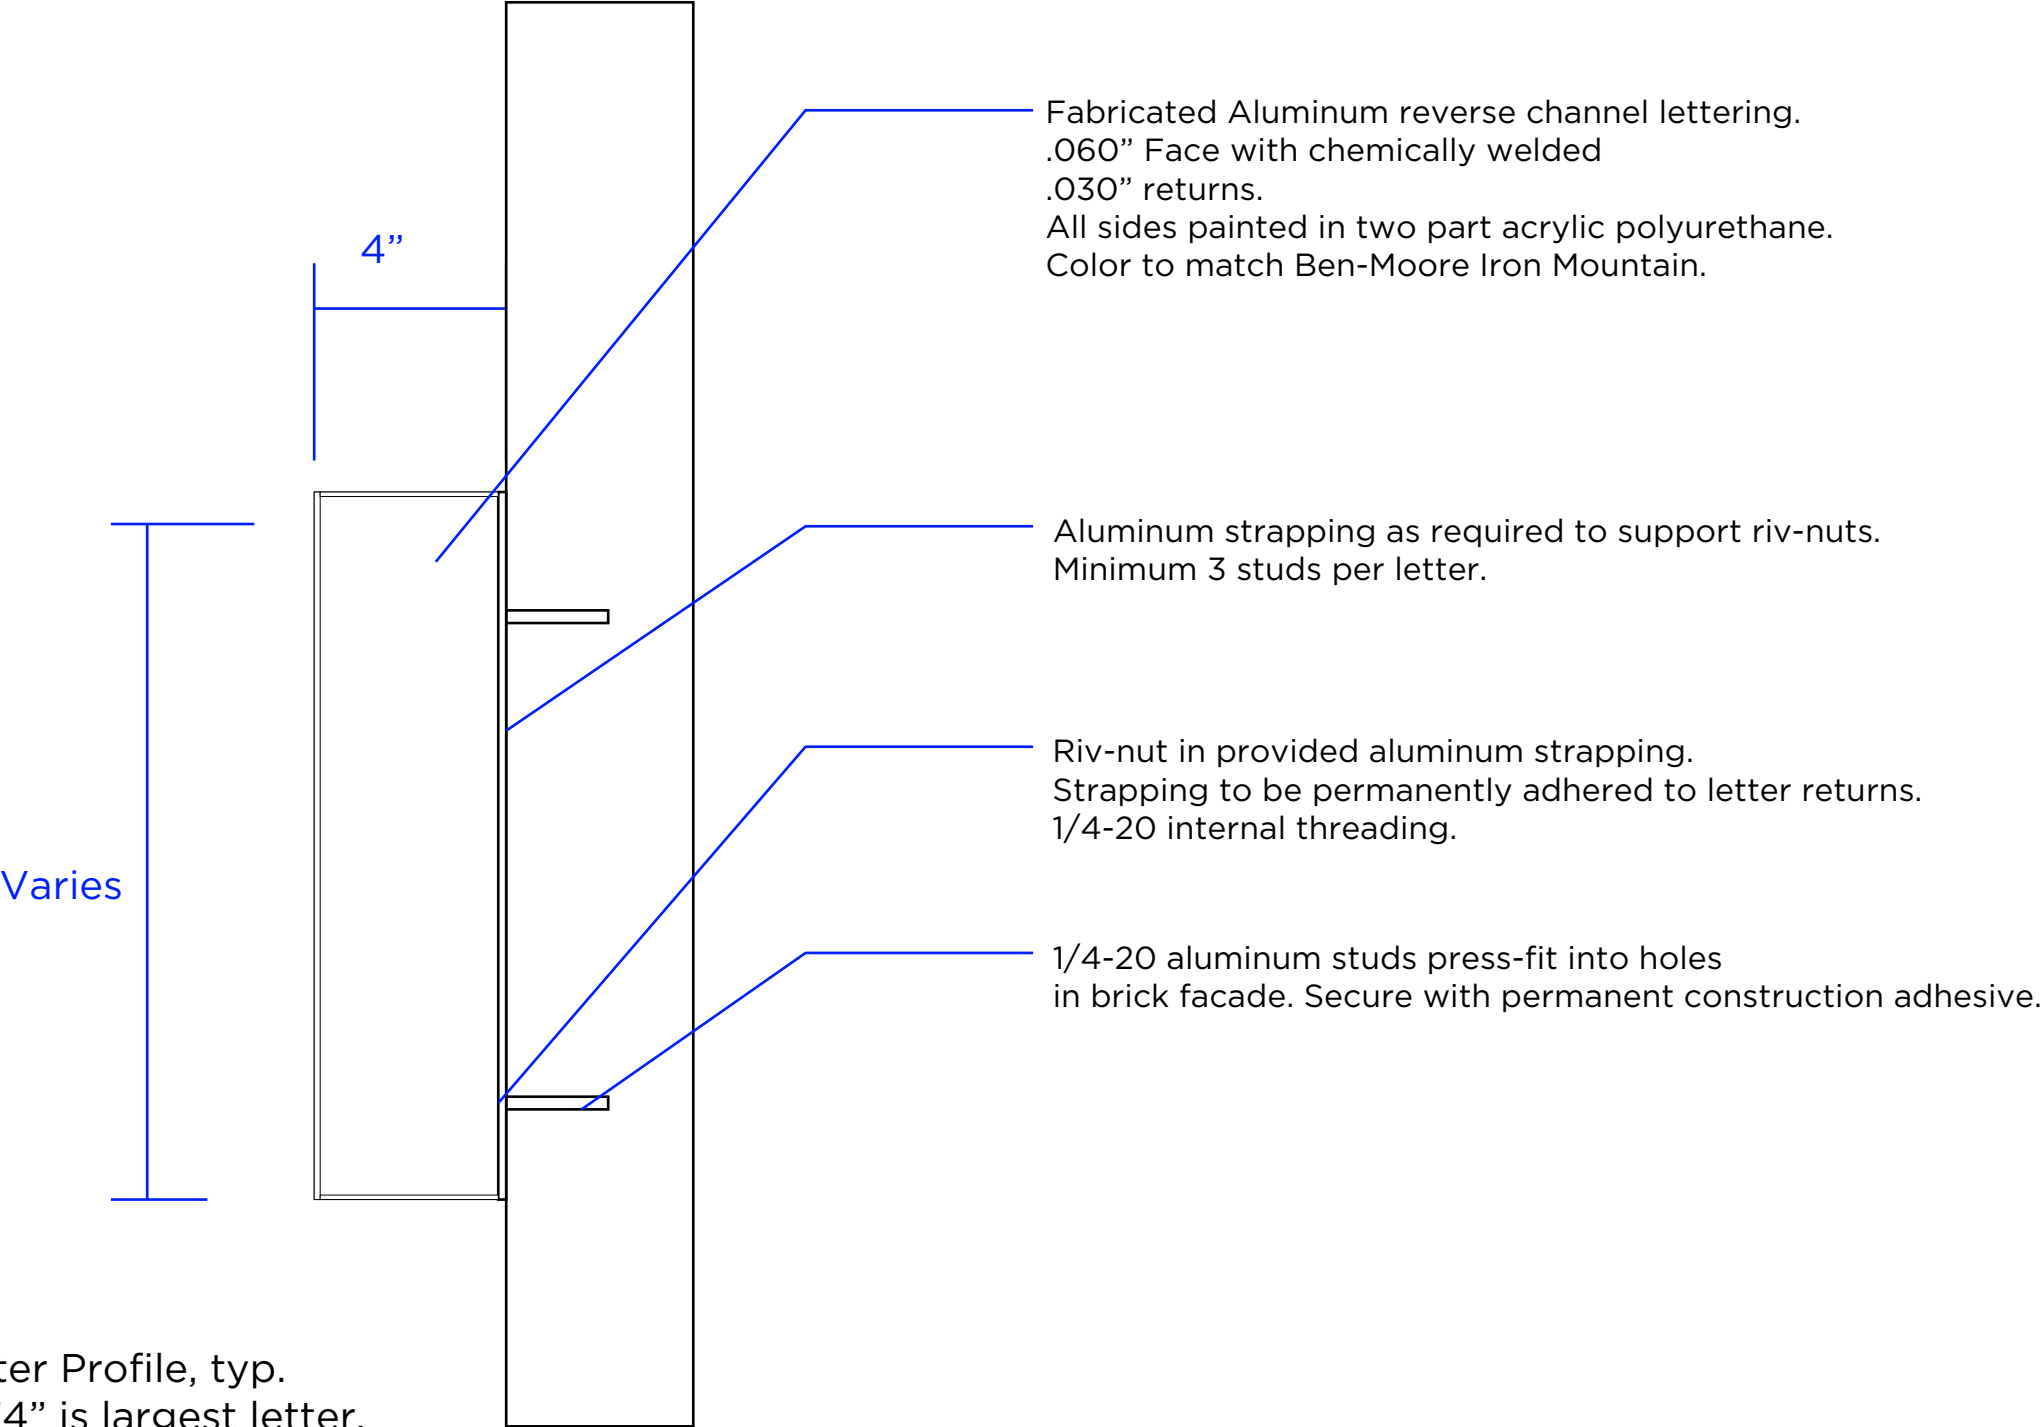 Fabricated Aluminum reverse channel lettering.
.060” Face with chemically welded
.030” returns.
All sides painted in two part acrylic polyurethane.
Color to match Ben-Moore Iron Mountain.
4”
Aluminum strapping as required to support riv-nuts.
Minimum 3 studs per letter.
Riv-nut in provided aluminum strapping.
Strapping to be permanently adhered to letter returns.
1/4-20 internal threading.
Varies
1/4-20 aluminum studs press-fit into holes
in brick facade. Secure with permanent construction adhesive.
Profile, typ.
is largest letter.